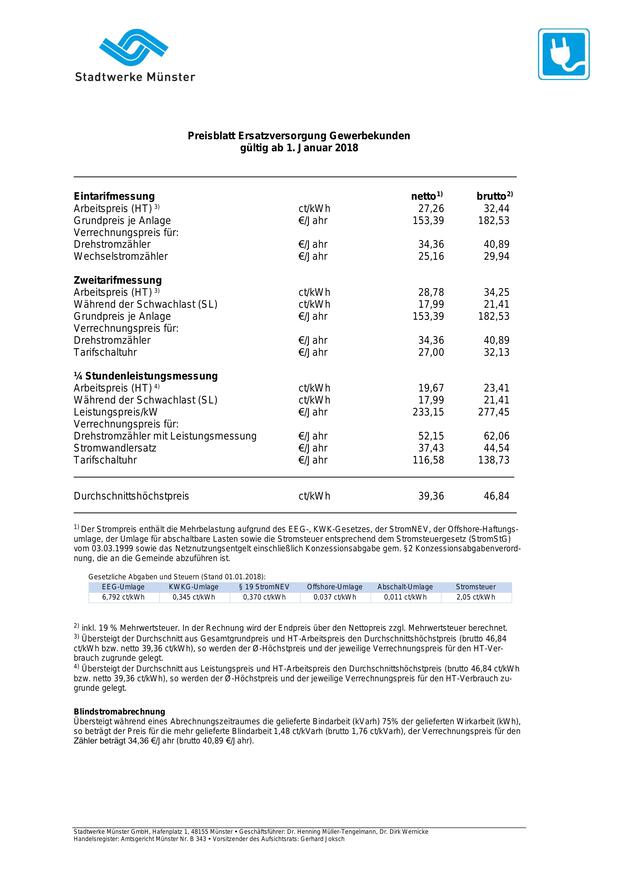 Stadtwerke Münster
Preisblatt Ersatzversorgung Gewerbekunden
gültig ab 1. Januar 2018
Eintarifmessung netto1) brutto2)
Arbeitspreis (HT) 3) ct/kWh 27,26 32,44
Grundpreis je Anlage €/Jahr 153,39 182,53
Verrechnungspreis für:
Drehstromzähler €/Jahr 34,36 40,89
Wechselstromzähler €/Jahr 25,16 29,94
Zweitarifmessung
Arbeitspreis (HT) 3) ct/kWh 28,78 34,25
Während der Schwachlast (SL) ct/kWh 17,99 21,41
Grundpreis je Anlage €/Jahr 153,39 182,53
Verrechnungspreis für:
Drehstromzähler €/Jahr 34,36 40,89
Tarifschaltuhr €/Jahr 27,00 32,13
¼ Stundenleistungsmessung
Arbeitspreis (HT) 4) ct/kWh 19,67 23,41
Während der Schwachlast (SL) ct/kWh 17,99 21,41
Leistungspreis/kW €/Jahr 233,15 277,45
Verrechnungspreis für:
Drehstromzähler mit Leistungsmessung €/Jahr 52,15 62,06
Stromwandlersatz €/Jahr 37,43 44,54
Tarifschaltuhr €/Jahr 116,58 138,73
Durchschnittshöchstpreis ct/kWh 39,36 46,84
1) Der Strompreis enthält die Mehrbelastung aufgrund des EEG-, KWK-Gesetzes, der StromNEV, der Offshore-Haftungs-
umlage, der Umlage für abschaltbare Lasten sowie die Stromsteuer entsprechend dem Stromsteuergesetz (StromStG)
vom 03.03.1999 sowie das Netznutzungsentgelt einschließlich Konzessionsabgabe gem. §2 Konzessionsabgabenverord-
nung, die an die Gemeinde abzuführen ist.
Gesetzliche Abgaben und Steuern (Stand 01.01.2018):
EEG-Umlage KWKG-Umlage § 19 StromNEV Offshore-Umlage Abschalt-Umlage Stromsteuer
6,792 ct/kWh 0,345 ct/kWh 0,370 ct/kWh 0,037 ct/kWh 0,011 ct/kWh 2,05 ct/kWh
2) inkl. 19 % Mehrwertsteuer. In der Rechnung wird der Endpreis über den Nettopreis zzgl. Mehrwertsteuer berechnet.
3) Übersteigt der Durchschnitt aus Gesamtgrundpreis und HT-Arbeitspreis den Durchschnittshöchstpreis (brutto 46,84
ct/kWh bzw. netto 39,36 ct/kWh), so werden der Ø-Höchstpreis und der jeweilige Verrechnungspreis für den HT-Ver-
brauch zugrunde gelegt.
4) Übersteigt der Durchschnitt aus Leistungspreis und HT-Arbeitspreis den Durchschnittshöchstpreis (brutto 46,84 ct/kWh
bzw. netto 39,36 ct/kWh), so werden der Ø-Höchstpreis und der jeweilige Verrechnungspreis für den HT-Verbrauch zu-
grunde gelegt.
Blindstromabrechnung
Übersteigt während eines Abrechnungszeitraumes die gelieferte Bindarbeit (kVarh) 75% der gelieferten Wirkarbeit (kWh),
so beträgt der Preis für die mehr gelieferte Blindarbeit 1,48 ct/kVarh (brutto 1,76 ct/kVarh), der Verrechnungspreis für den
Zähler beträgt 34,36 €/Jahr (brutto 40,89 €/Jahr).
Stadtwerke Münster GmbH, Hafenplatz 1, 48155 Münster • Geschäftsführer: Dr. Henning Müller-Tengelmann, Dr. Dirk Wernicke
Handelsregister: Amtsgericht Münster Nr. B 343 • Vorsitzender des Aufsichtsrats: Gerhard Joksch